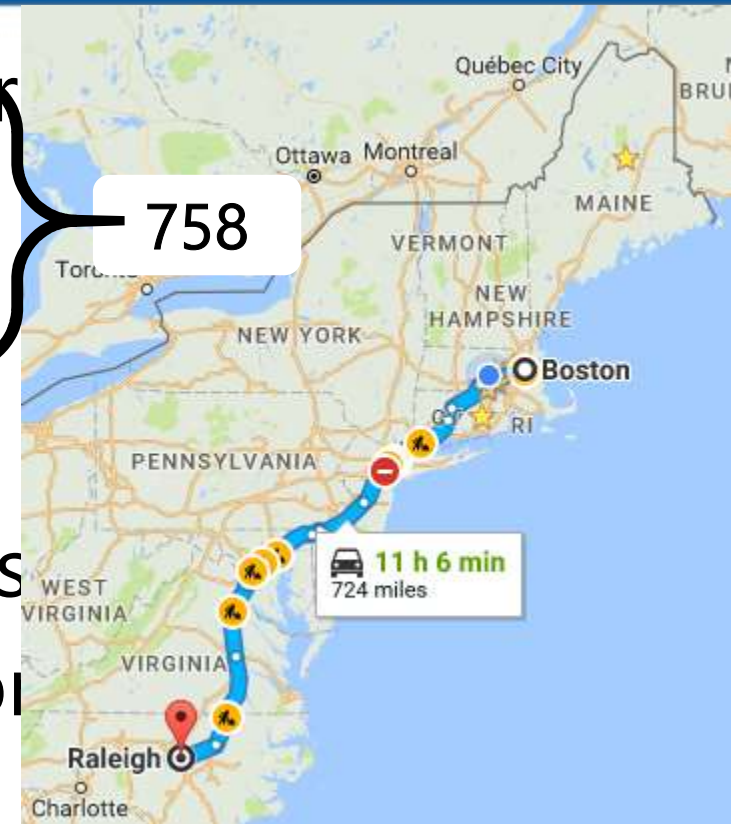 r
Québec City
Ottawa
Montreal
MAINE
758
VERMONT
NEW
HAMPSHIRE
NEW YORK
Boston
RI
PENNSYLVANIA
11 h 6 min
724 miles
s
WEST
VIRGINIA
VIRGINIA
Raleigh
Charlotte